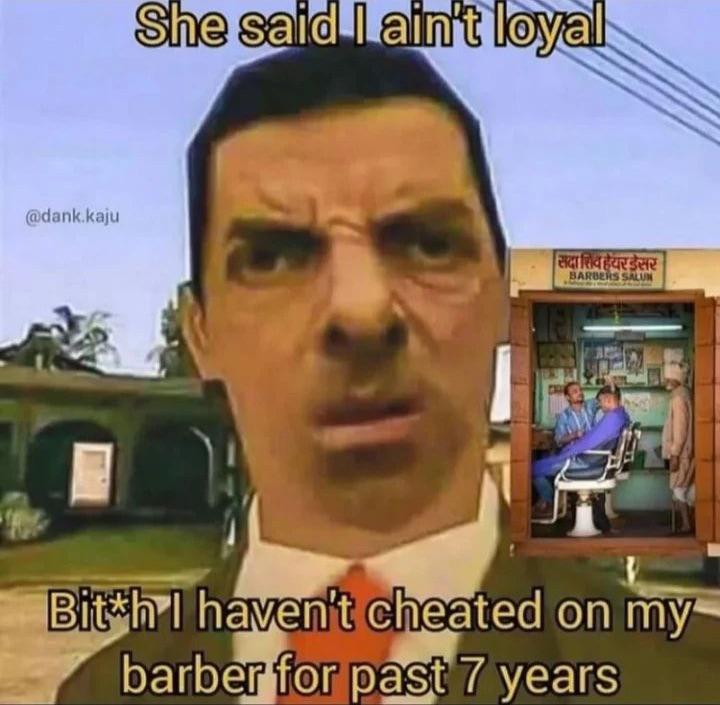 She said I ain't loyal
@dank.kaju
सदा शिव हेयर ड्रेसर
BARBERS SALUN
Bit*h I haven't cheated on my
barber for past 7 years